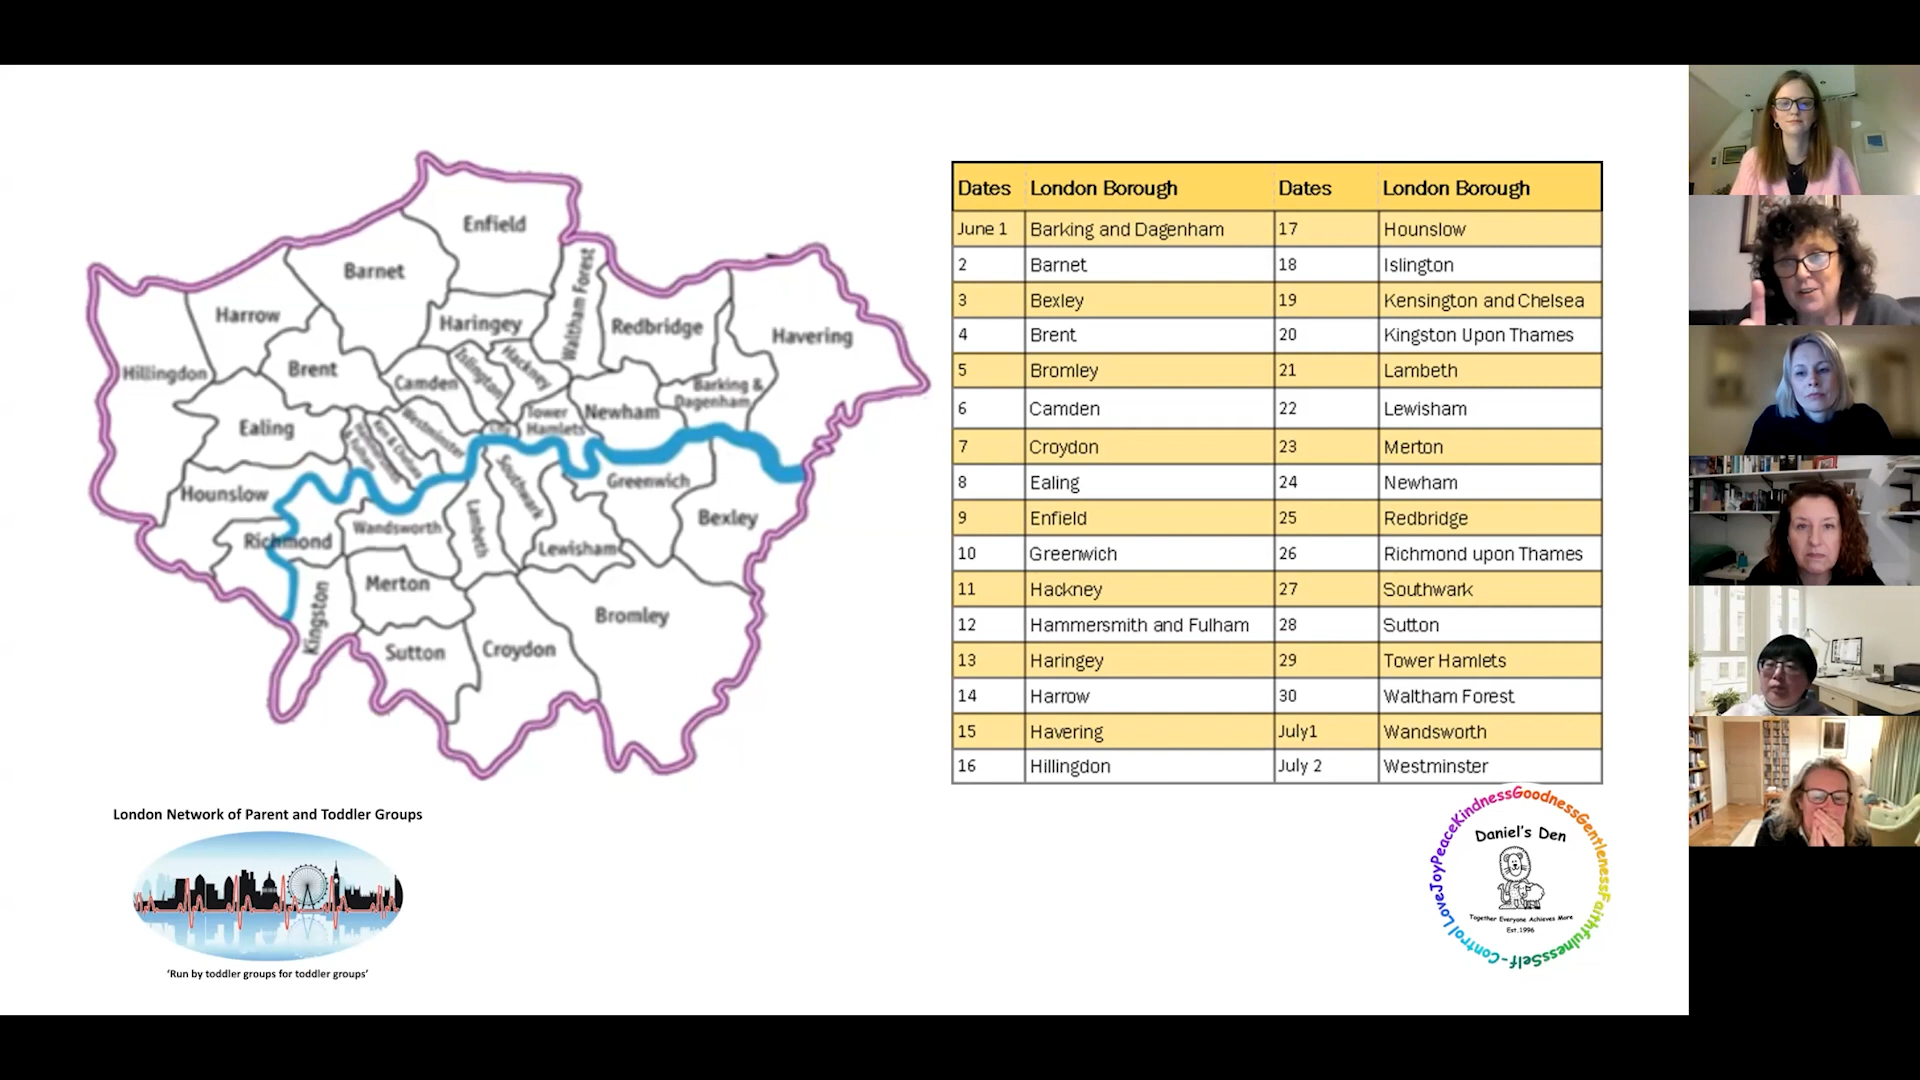 Enfield
Barnet
Harrow
Haringey
Waltham Forest
Redbridge
Havering
Hillingdon
Brent
Camden
Islington
Hackney
Barking &
Dagenham
Ealing
Westminster
Tower
Hamlets
Newham
City
Ken & Chelsea
Hammersmith
& Fulham
Hounslow
Richmond
Wandsworth
Lambeth
Southwark
Greenwich
Bexley
Lewisham
Kingston
Merton
Sutton
Croydon
Bromley
Dates London Borough Dates London Borough
June 1 Barking and Dagenham 17 Hounslow
2 Barnet 18 Islington
3 Bexley 19 Kensington and Chelsea
4 Brent 20 Kingston Upon Thames
5 Bromley 21 Lambeth
6 Camden 22 Lewisham
7 Croydon 23 Merton
8 Ealing 24 Newham
9 Enfield 25 Redbridge
10 Greenwich 26 Richmond upon Thames
11 Hackney 27 Southwark
12 Hammersmith and Fulham 28 Sutton
13 Haringey 29 Tower Hamlets
14 Harrow 30 Waltham Forest
15 Havering July1 Wandsworth
16 Hillingdon July 2 Westminster
London Network of Parent and Toddler Groups
'Run by toddler groups for toddler groups'
LoveJoyPeaceKindnessGoodnessGentlenessFaithfulnessSelf-Control
Daniel's Den
Together Everyone Achieves More
Est.1996